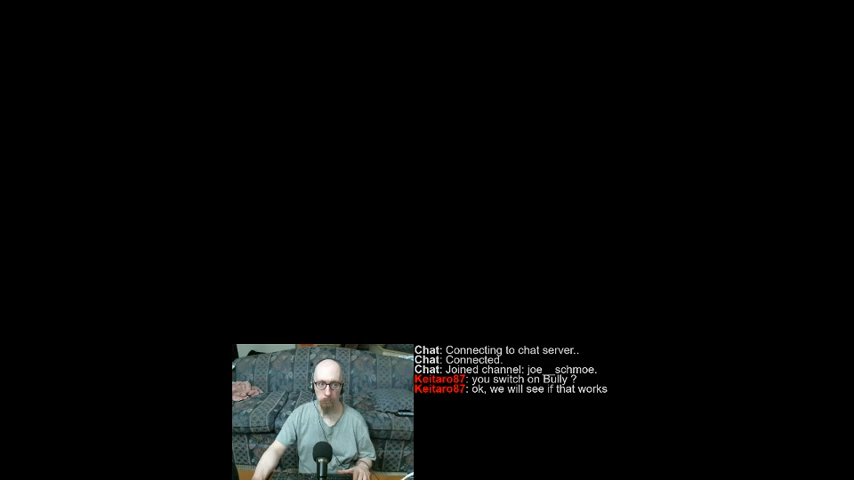 Chat: Connecting to chat server..
Chat: Connected.
Chat: Joined channel: joe__schmoe.
Keitaro87: you switch on Bully ?
Keitaro87: ok, we will see if that works